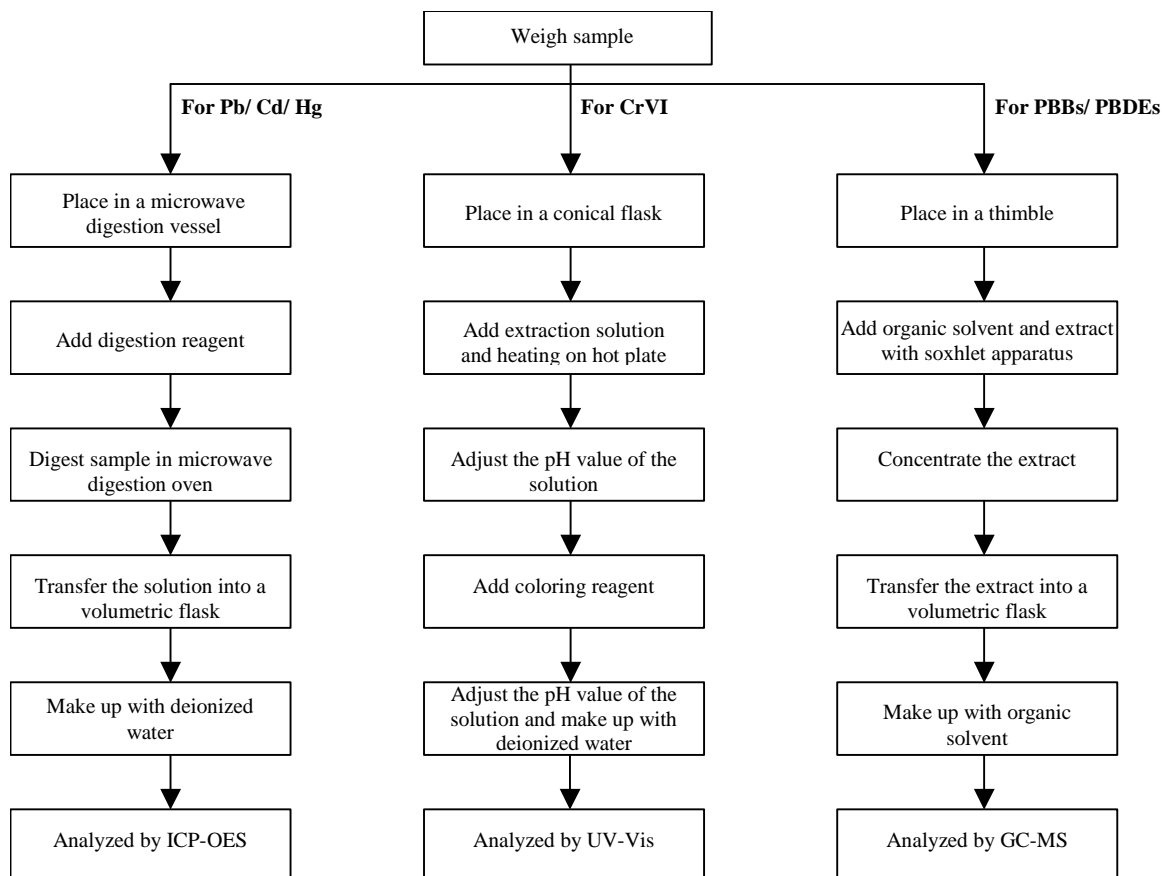 Weigh sample
For Pb/ Cd/ Hg
For CrVI
For PBBs/ PBDEs
Place in a microwave
digestion vessel
Place in a conical flask
Place in a thimble
Add digestion reagent
Add extraction solution
and heating on hot plate
Add organic solvent and extract
with soxhlet apparatus
Digest sample in microwave
digestion oven
Adjust the pH value of the
solution
Concentrate the extract
Transfer the solution into a
volumetric flask
Add coloring reagent
Transfer the extract into a
volumetric flask
Make up with deionized
water
Adjust the pH value of the
solution and make up with
deionized water
Make up with organic
solvent
Analyzed by ICP-OES
Analyzed by UV-Vis
Analyzed by GC-MS